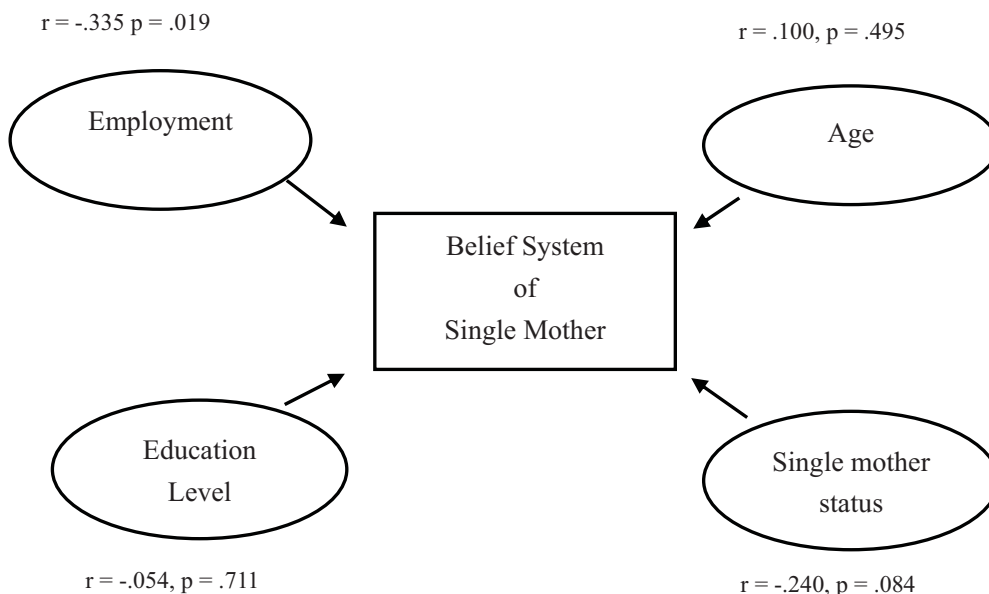 r = -.335 p = .019
r = .100, p = .495
Employment
Age
Belief System
of
Single Mother
Education
Level
Single mother
status
r = -.054, p = .711
r = -.240, p = .084